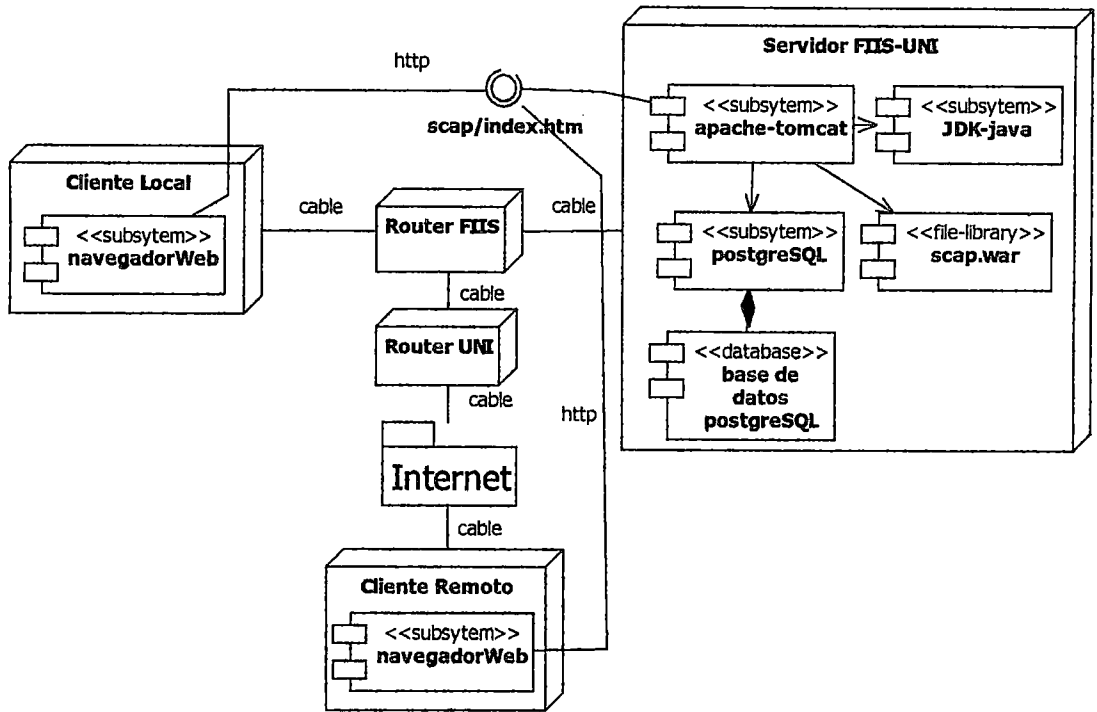 http
Servidor FIIS-UNI
<<subsytem>>
apache-tomcat
<<subsytem>>
JDK-java
scap/index.htm
Cliente Local
<<subsytem>>
navegadorWeb
cable
Router FIIS
cable
<<subsytem>>
postgreSQL
<<file-library>>
scap.war
cable
Router UNI
cable
<<database>>
base de
datos
postgreSQL
http
Internet
cable
Cliente Remoto
<<subsytem>>
navegadorWeb